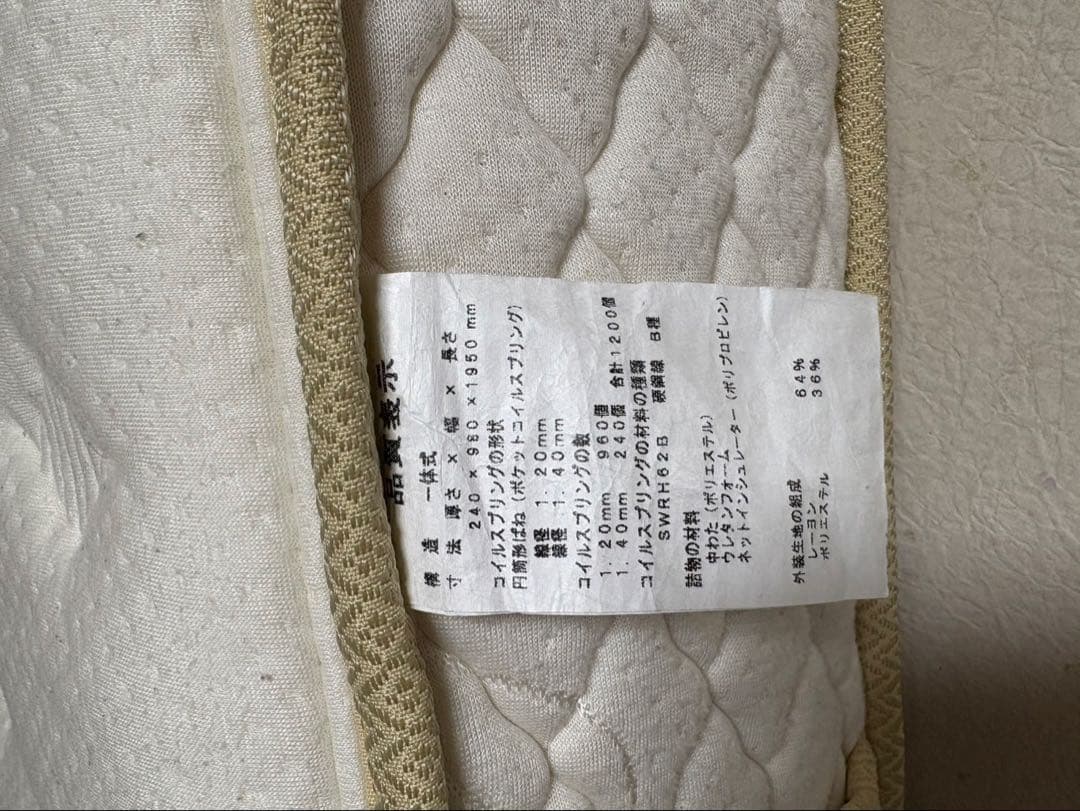 品質表示
構造 一体式
寸法 厚さ × 幅 × 長さ
240×980×1950mm
コイルスプリングの形状
円筒形ばね(ポケットコイルスプリング)
線径 1.20mm
線径 1.40mm
コイルスプリングの数
1.20mm 960個
1.40mm 240個 合計1200個
コイルスプリングの材料の種類
SWRH62B 硬鋼線 B種
詰物の材料
中わた(ポリエステル)
ウレタンフォーム
ネットインシュレーター(ポリプロピレン)
外装生地の組成
レーヨン 64%
ポリエステル 36%